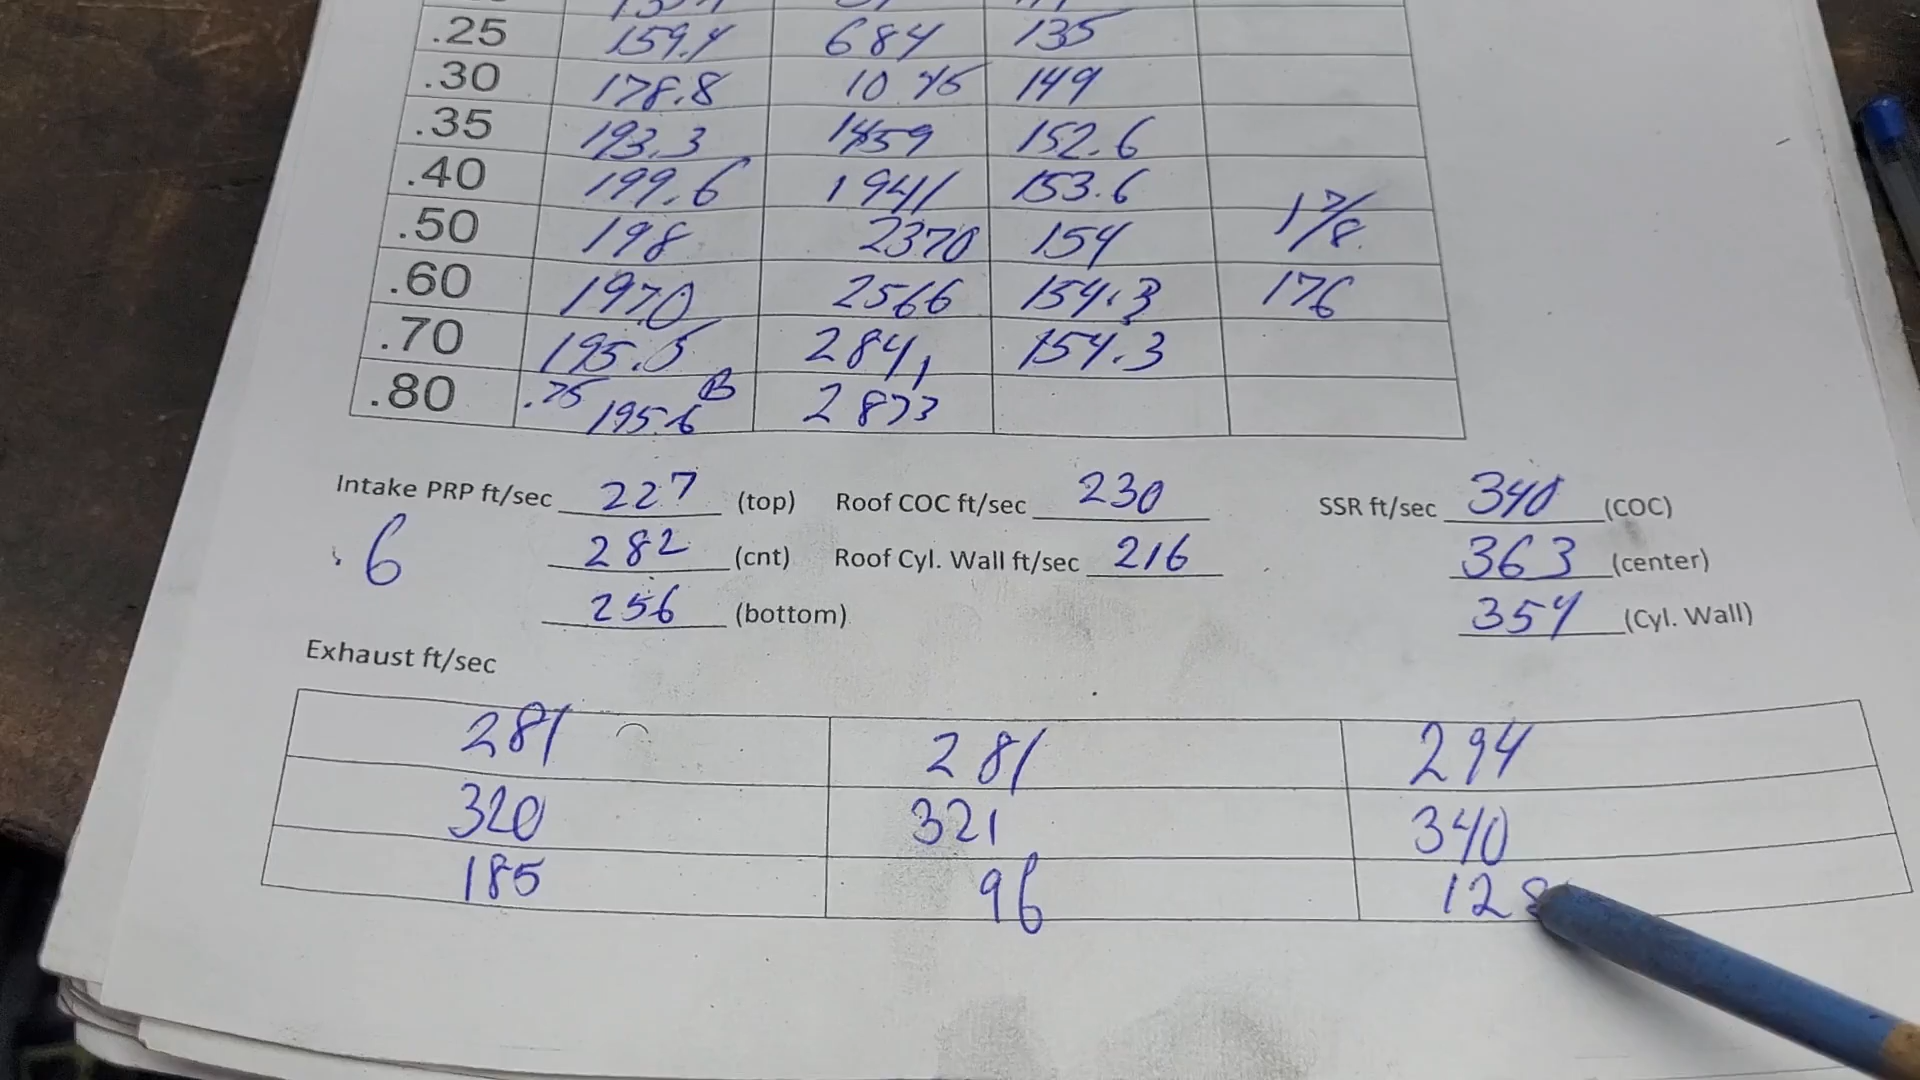 .25 159.4 684 135
.30 178.8 1045 149
.35 193.3 1459 152.6
.40 199.6 1941 153.6
.50 198 2370 154 1 7/8
.60 197.0 2566 154.3 176
.70 195.5 2841 154.3
.80 .75 195.6 B 2873
Intake PRP ft/sec 227 (top) Roof COC ft/sec 230 SSR ft/sec 340 (COC)
.6 282 (cnt) Roof Cyl. Wall ft/sec 216 363 (center)
256 (bottom) 354 (Cyl. Wall)
Exhaust ft/sec
281 281 294
320 321 340
185 96 128